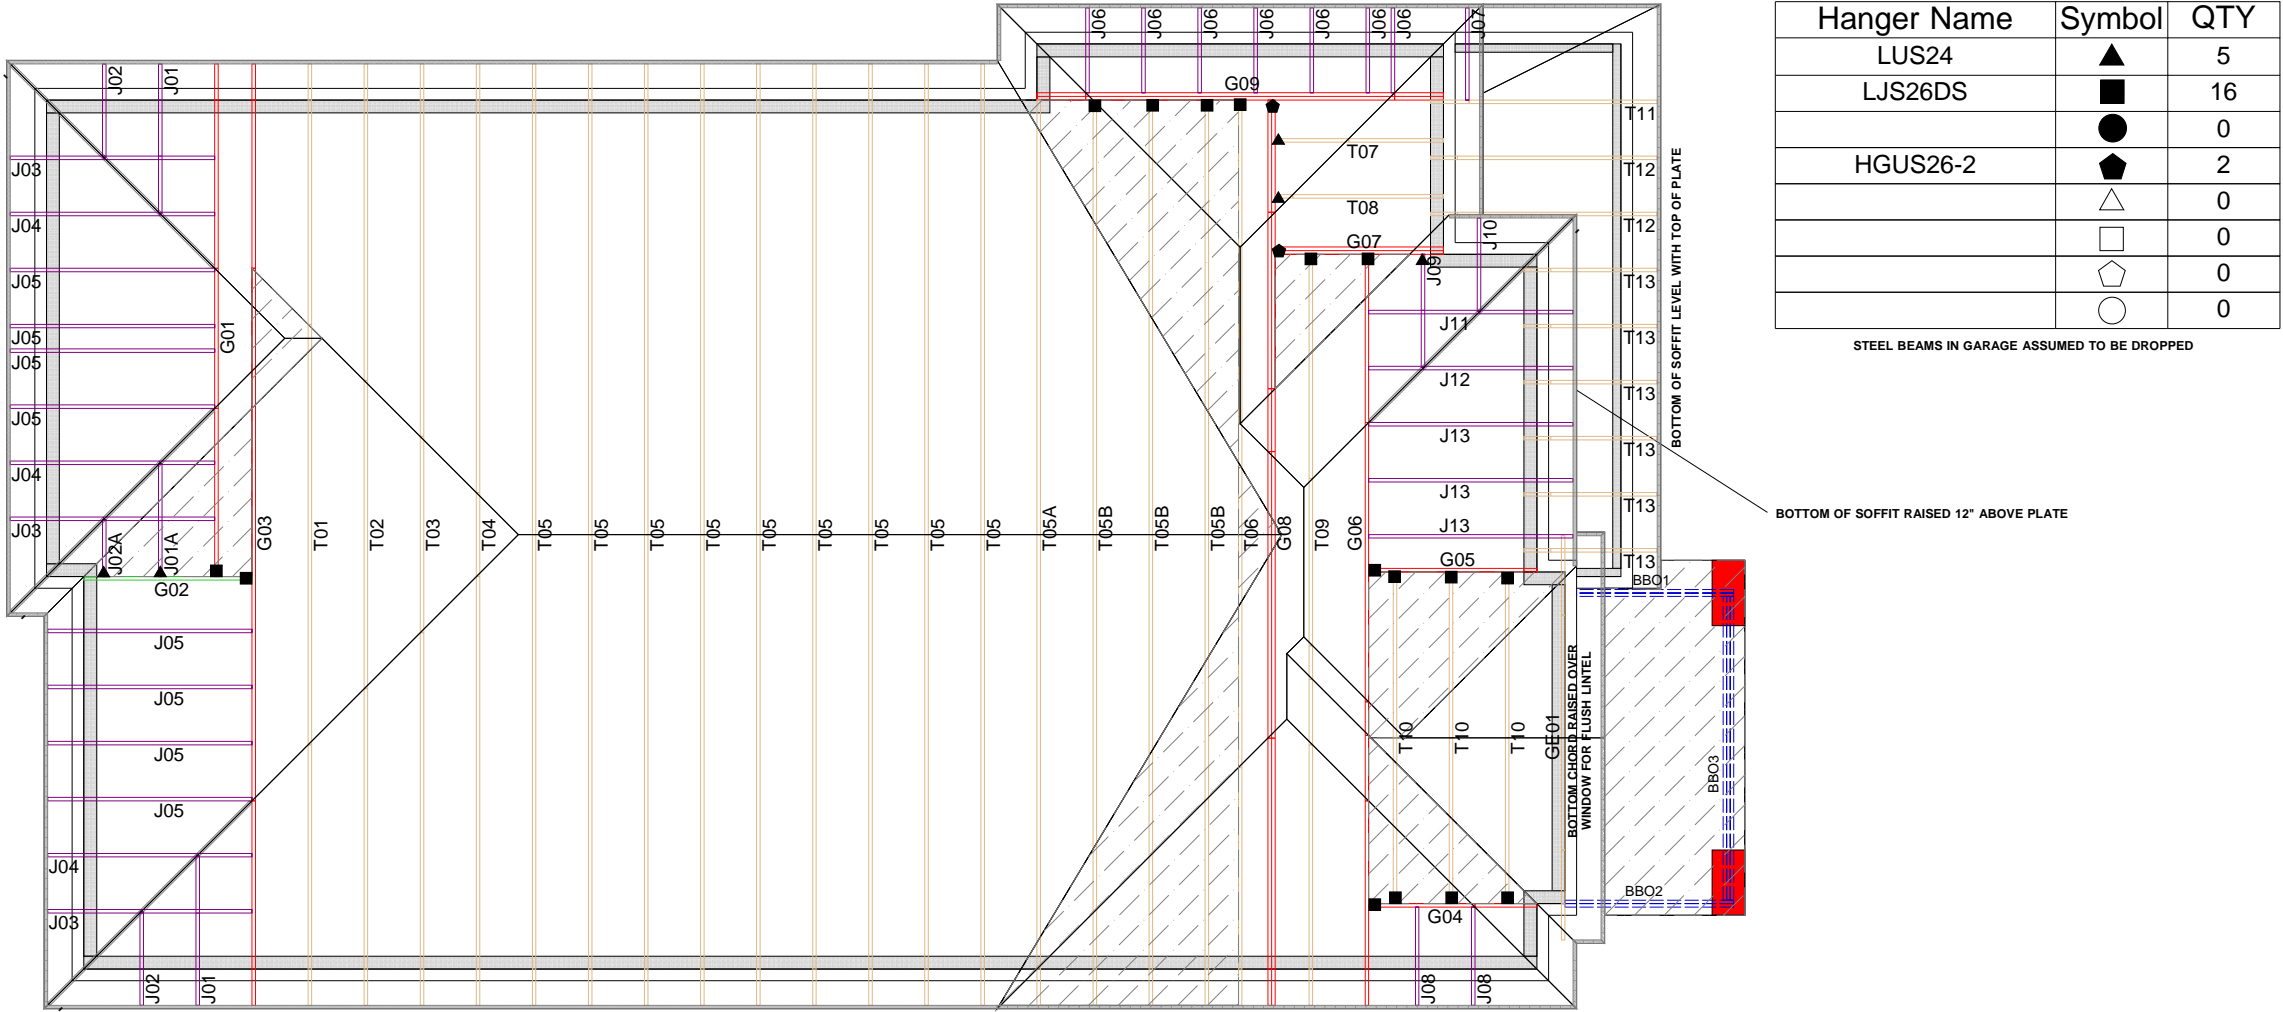 Hanger Name Symbol QTY
LUS24 5
LJS26DS 16
0
HGUS26-2 2
0
0
0
0
STEEL BEAMS IN GARAGE ASSUMED TO BE DROPPED
BOTTOM OF SOFFIT LEVEL WITH TOP OF PLATE
BOTTOM OF SOFFIT RAISED 12" ABOVE PLATE
BOTTOM CHORD RAISED OVER
WINDOW FOR FLUSH LINTEL
J02
J01
J03
J04
J05
J05
J05
J05
J04
J03
G01
J02A
J01A
G02
G03
J05
J05
J05
J05
J04
J03
J02
J01
T01
T02
T03
T04
T05
T05
T05
T05
T05
T05
T05
T05
T05
T05A
T05B
T05B
T05B
T06
G08
T09
G06
J06
J06
J06
J06
J06
J06
J06
J07
G09
T07
T08
G07
J09
J10
J11
J12
J13
J13
J13
G05
T11
T12
T12
T13
T13
T13
T13
T13
T13
T10
T10
T10
GE01
G04
J08
J08
BBO1
BBO2
BBO3